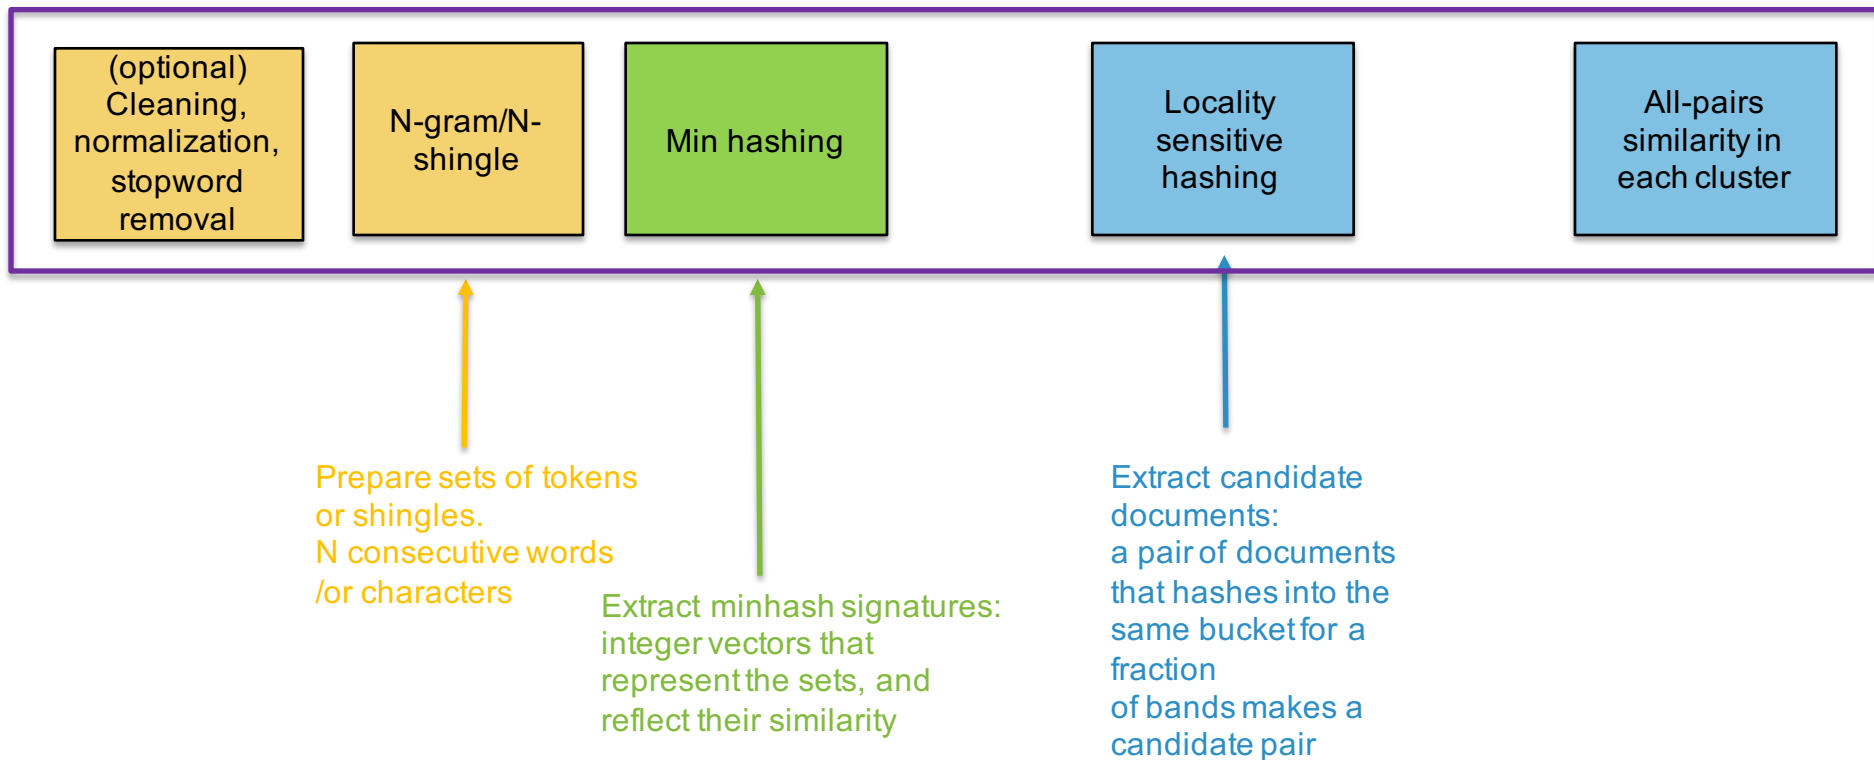 (optional)
Cleaning,
normalization,
stopword
removal
N-gram/N-
shingle
Min hashing
Locality
sensitive
hashing
All-pairs
similarity in
each cluster
Prepare sets of tokens
or shingles.
N consecutive words
/or characters
Extract minhash signatures:
integer vectors that
represent the sets, and
reflect their similarity
Extract candidate
documents:
a pair of documents
that hashes into the
same bucket for a
fraction
of bands makes a
candidate pair